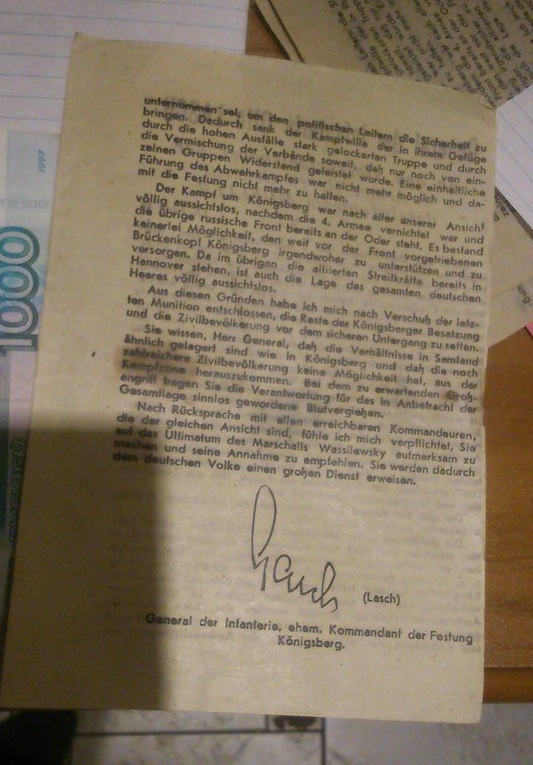 unternommen sei, um den politischen Leitern die Sicherheit zu
bringen. Dadurch sank der Kampfwille der in ihrem Gefüge
durch die hohen Ausfälle stark gelockerten Truppe und durch
die Vermischung der Verbände soweit, daß nur noch von ein-
zelnen Gruppen Widerstand geleistet wurde. Eine einheitliche
Führung des Abwehrkampfes war nicht mehr möglich und da-
mit die Festung nicht mehr zu halten.
Der Kampf um Königsberg war nach aller unserer Ansicht
völlig aussichtslos, nachdem die 4. Armee vernichtet war und
die übrige russische Front bereits an der Oder steht. Es bestand
keinerlei Möglichkeit, den weit vor der Front vorgetriebenen
Brückenkopf Königsberg irgendwoher zu unterstützen und zu
versorgen. Da im übrigen die alliierten Streitkräfte bereits in
Hannover stehen, ist auch die Lage des gesamten deutschen
Heeres völlig aussichtslos.
Aus diesen Gründen habe ich mich nach Verschuß der letz-
ten Munition entschlossen, die Reste der Königsberger Besatzung
und die Zivilbevölkerung vor dem sicheren Untergang zu retten.
Sie wissen, Herr General, daß die Verhältnisse in Samland
ähnlich gelagert sind wie in Königsberg und daß die noch
zahlreichere Zivilbevölkerung keine Möglichkeit hat, aus der
Kampfzone herauszukommen. Bei dem zu erwartenden Groß-
angriff tragen Sie die Verantwortung für das in Anbetracht der
Gesamtlage sinnlos gewordene Blutvergießen.
Nach Rücksprache mit allen erreichbaren Kommandeuren,
die der gleichen Ansicht sind, fühle ich mich verpflichtet, Sie
auf das Ultimatum des Marschalls Wassilewsky aufmerksam zu
machen und seine Annahme zu empfehlen. Sie werden dadurch
dem deutschen Volke einen großen Dienst erweisen.
Lasch
(Lasch)
General der Infanterie, ehem. Kommandant der Festung
Königsberg.
1000
1997